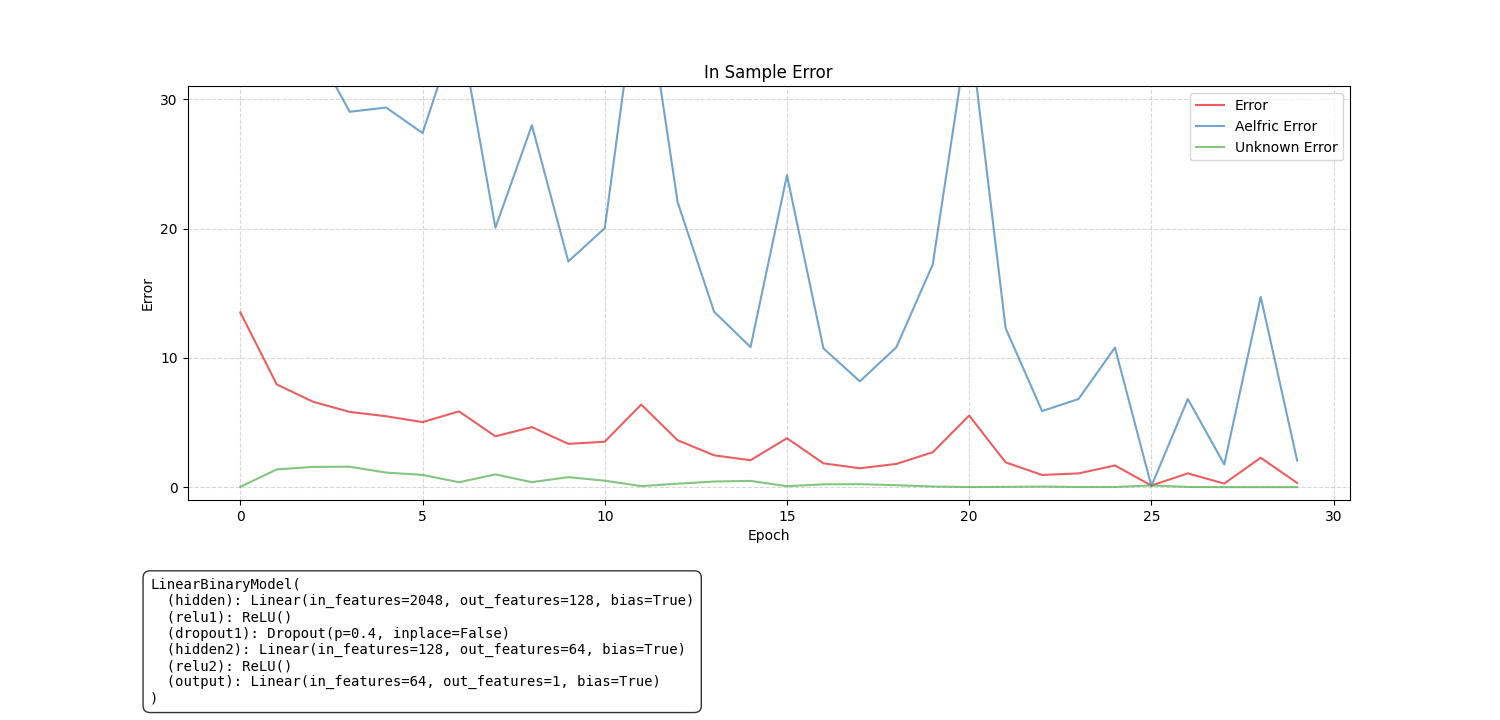 In Sample Error
Error
Aelfric Error
Unknown Error
30
20
10
0
Error
0 5 10 15 20 25 30
Epoch
LinearBinaryModel(
  (hidden): Linear(in_features=2048, out_features=128, bias=True)
  (relu1): ReLU()
  (dropout1): Dropout(p=0.4, inplace=False)
  (hidden2): Linear(in_features=128, out_features=64, bias=True)
  (relu2): ReLU()
  (output): Linear(in_features=64, out_features=1, bias=True)
)